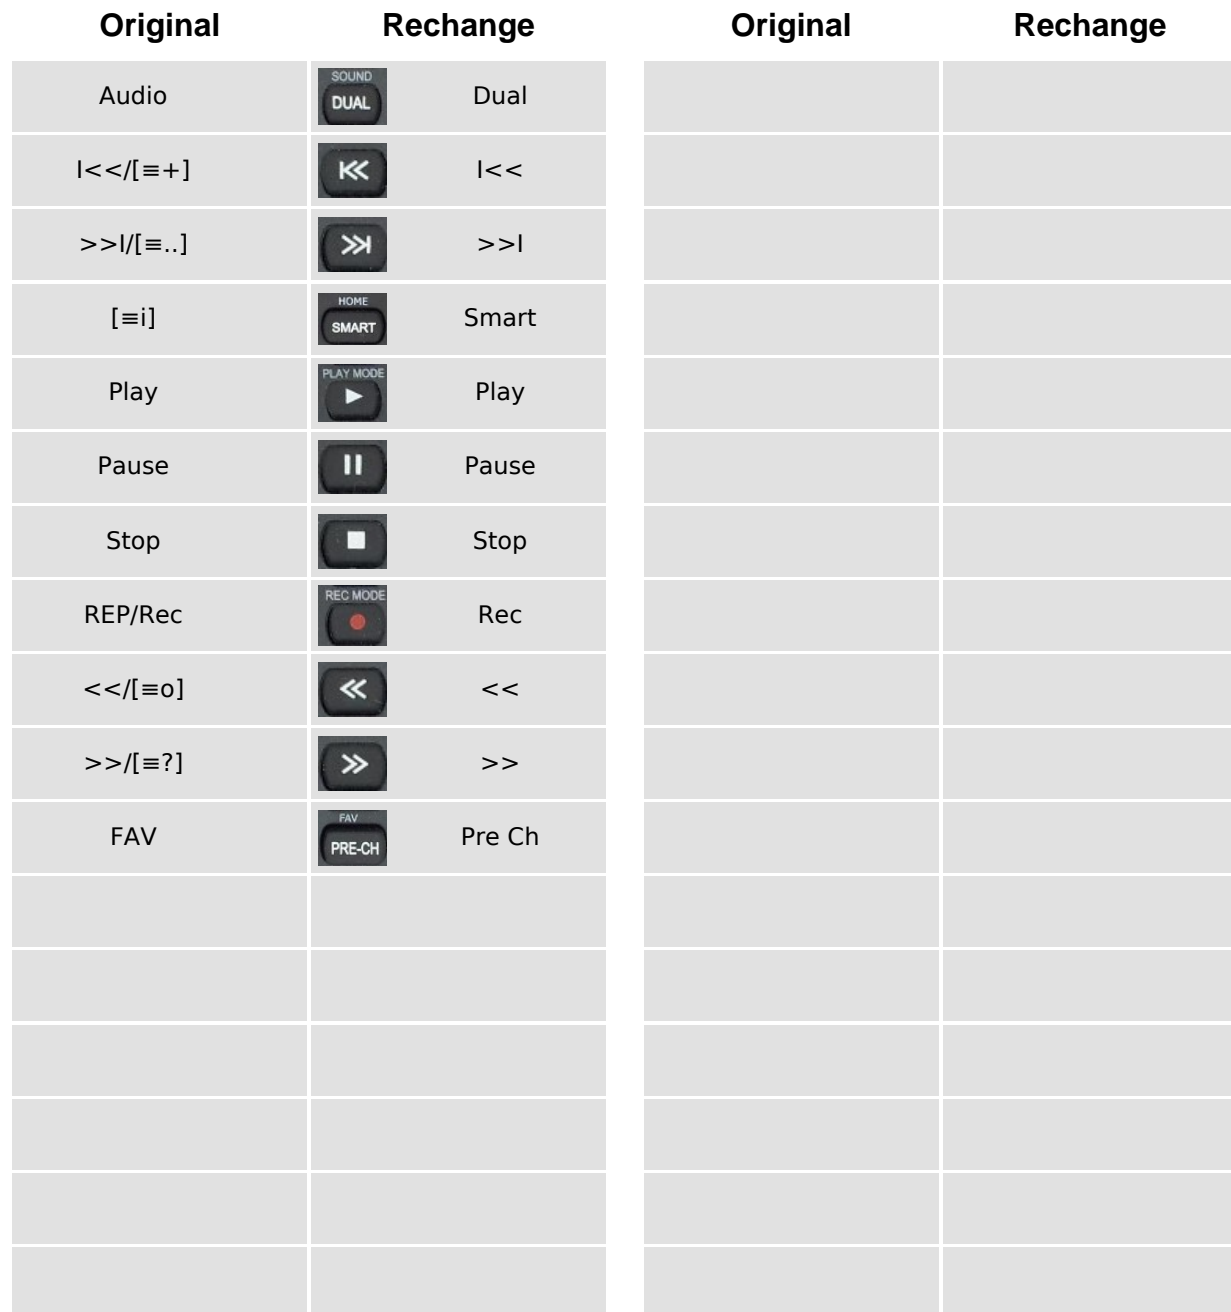 Original Rechange Original Rechange
Audio SOUND DUAL Dual
I<</[≡+] I<<
>>I/[≡..] >>I
[≡i] HOME SMART Smart
Play PLAY MODE Play
Pause Pause
Stop Stop
REP/Rec REC MODE Rec
<</[≡o] <<
>>/[≡?] >>
FAV FAV PRE-CH Pre Ch